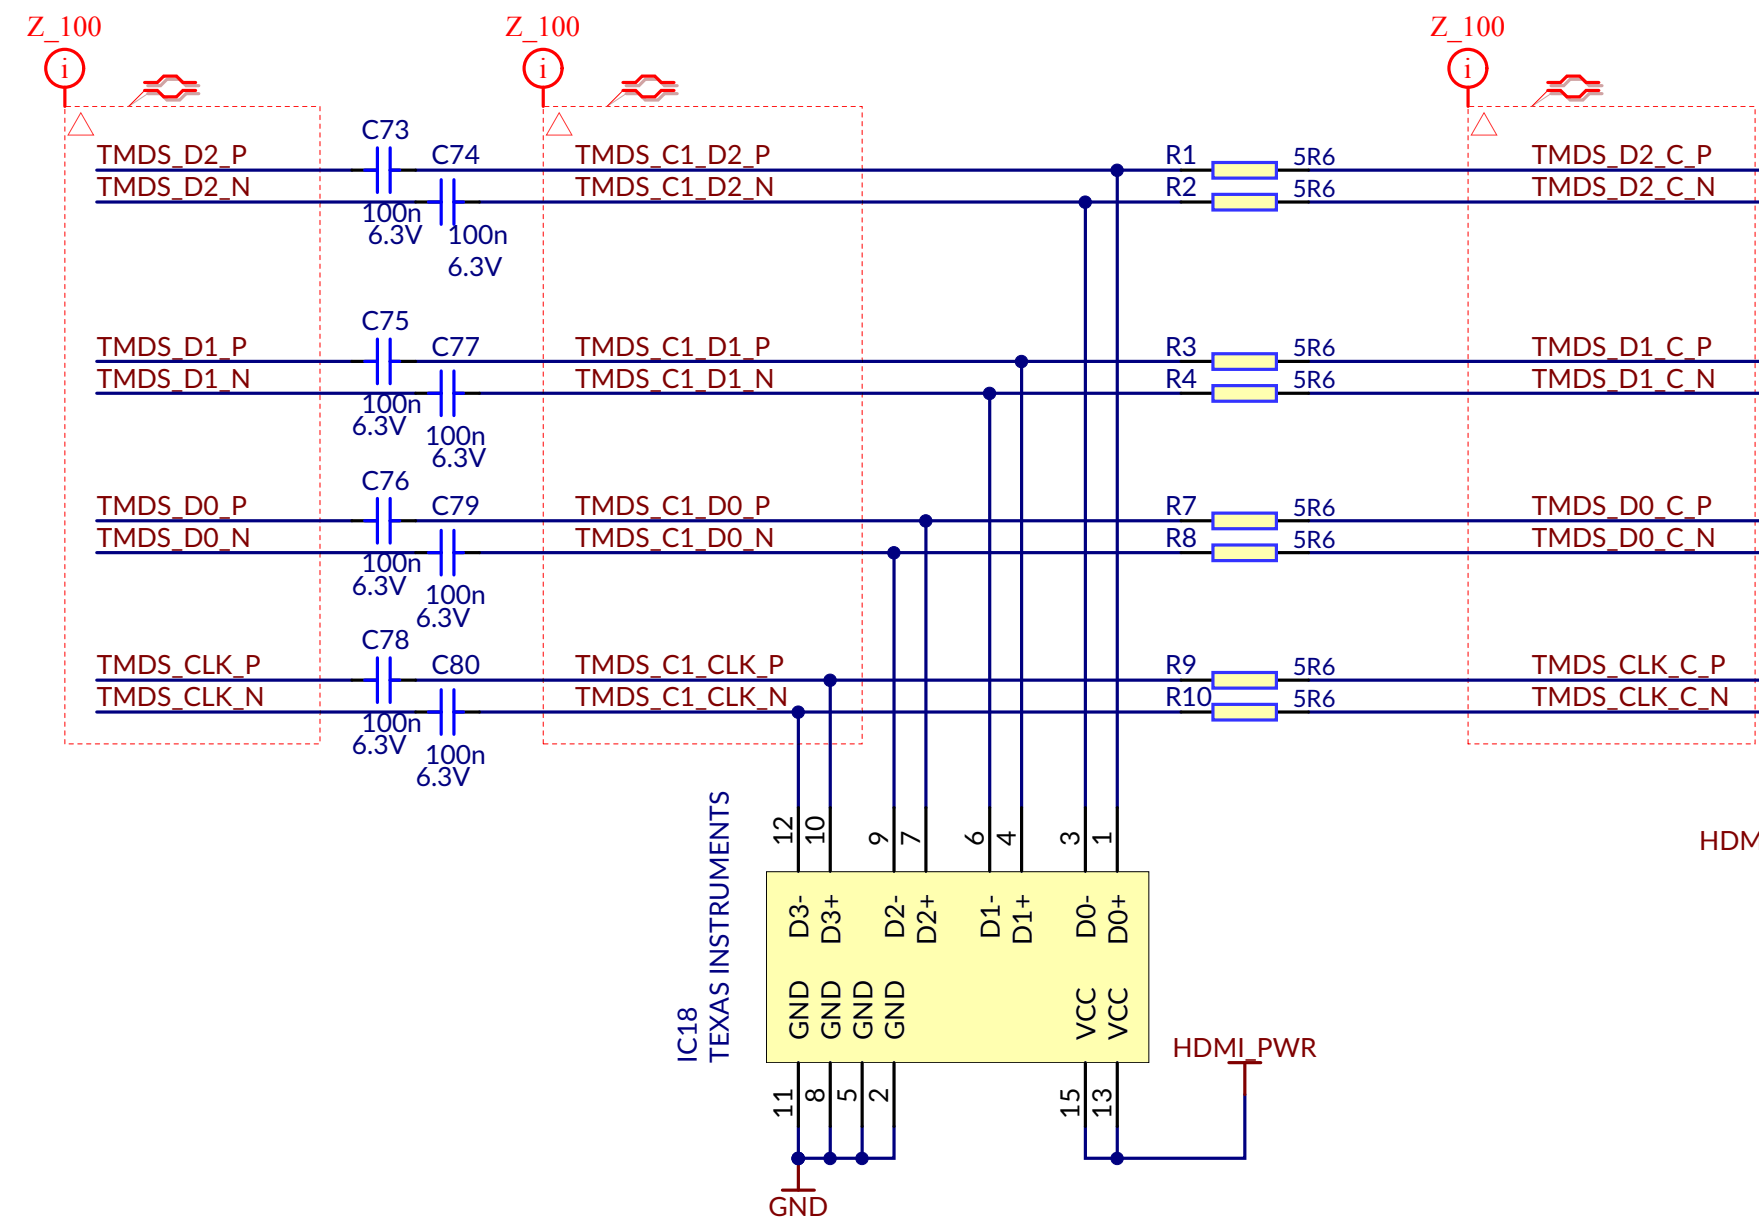 Z_100 Z_100 Z_100
i i i
C73
TMDS_D2_P C74 TMDS_C1_D2_P R1 5R6 TMDS_D2_C_P
TMDS_D2_N TMDS_C1_D2_N R2 5R6 TMDS_D2_C_N
100n
6.3V 100n
6.3V
C75
TMDS_D1_P C77 TMDS_C1_D1_P R3 5R6 TMDS_D1_C_P
TMDS_D1_N TMDS_C1_D1_N R4 5R6 TMDS_D1_C_N
100n
6.3V 100n
6.3V
C76
TMDS_D0_P C79 TMDS_C1_D0_P R7 5R6 TMDS_D0_C_P
TMDS_D0_N TMDS_C1_D0_N R8 5R6 TMDS_D0_C_N
100n
6.3V 100n
6.3V
C78
TMDS_CLK_P C80 TMDS_C1_CLK_P R9 5R6 TMDS_CLK_C_P
TMDS_CLK_N TMDS_C1_CLK_N R10 5R6 TMDS_CLK_C_N
100n
6.3V 100n
6.3V
12 10 9 7 6 4 3 1
HDM
D3- D3+ D2- D2+ D1- D1+ D0- D0+
GND GND GND GND VCC VCC
IC18
TEXAS INSTRUMENTS
HDMI_PWR
11 8 5 2 15 13
GND